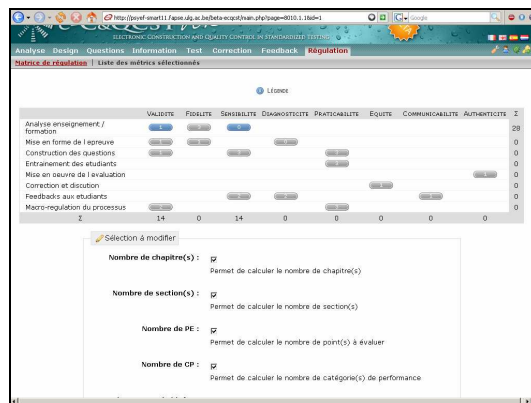 http://psyef-smart11.fapse.ulg.ac.be/ecqcst/main.php?page=8010.1.1&id=1
Google
ELECTRONIC CONSTRUCTION AND QUALITY CONTROL IN STANDARDIZED TESTING
Analyse Design Questions Information Test Correction Feedback Régulation
Matrice de régulation | Liste des métrics sélectionnés
Légende
VALIDITE FIDELITE SENSIBILITE DIAGNOSTICITE PRATICABILITE EQUITE COMMUNICABILITE AUTHENTICITE Σ
Analyse enseignement / formation 28
Mise en forme de l epreuve 0
Construction des questions 0
Entrainement des etudiants 0
Mise en oeuvre de l evaluation 0
Correction et discution 0
Feedbacks aux etudiants 0
Macro-regulation du processus 0
Σ 14 0 14 0 0 0 0 0
Sélection à modifier
Nombre de chapitre(s) :
Permet de calculer le nombre de chapitre(s)
Nombre de section(s) :
Permet de calculer le nombre de section(s)
Nombre de PE :
Permet de calculer le nombre de point(s) à évaluer
Nombre de CP :
Permet de calculer le nombre de catégorie(s) de performance